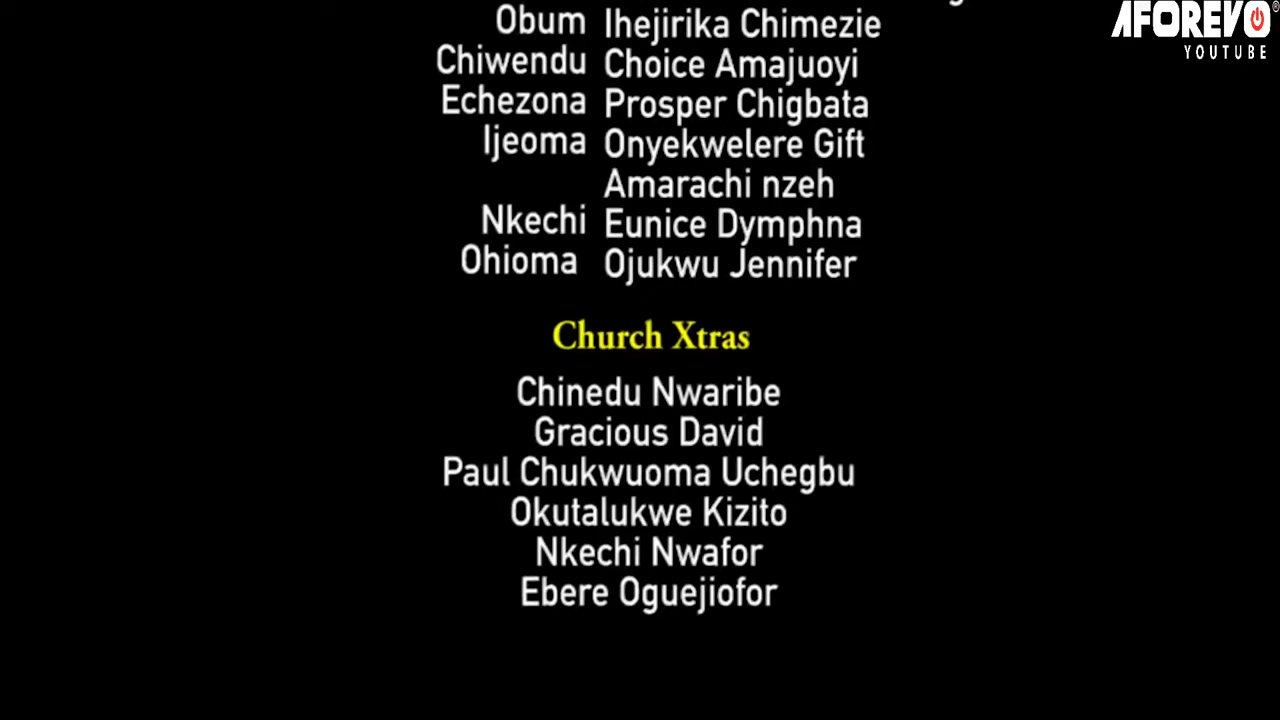 AFOREVO
YOUTUBE
Obum Ihejirika Chimezie
Chiwendu Choice Amajuoyi
Echezona Prosper Chigbata
Ijeoma Onyekwelere Gift
Amarachi nzeh
Nkechi Eunice Dymphna
Ohioma Ojukwu Jennifer
Church Xtras
Chinedu Nwaribe
Gracious David
Paul Chukwuoma Uchegbu
Okutalukwe Kizito
Nkechi Nwafor
Ebere Oguejiofor